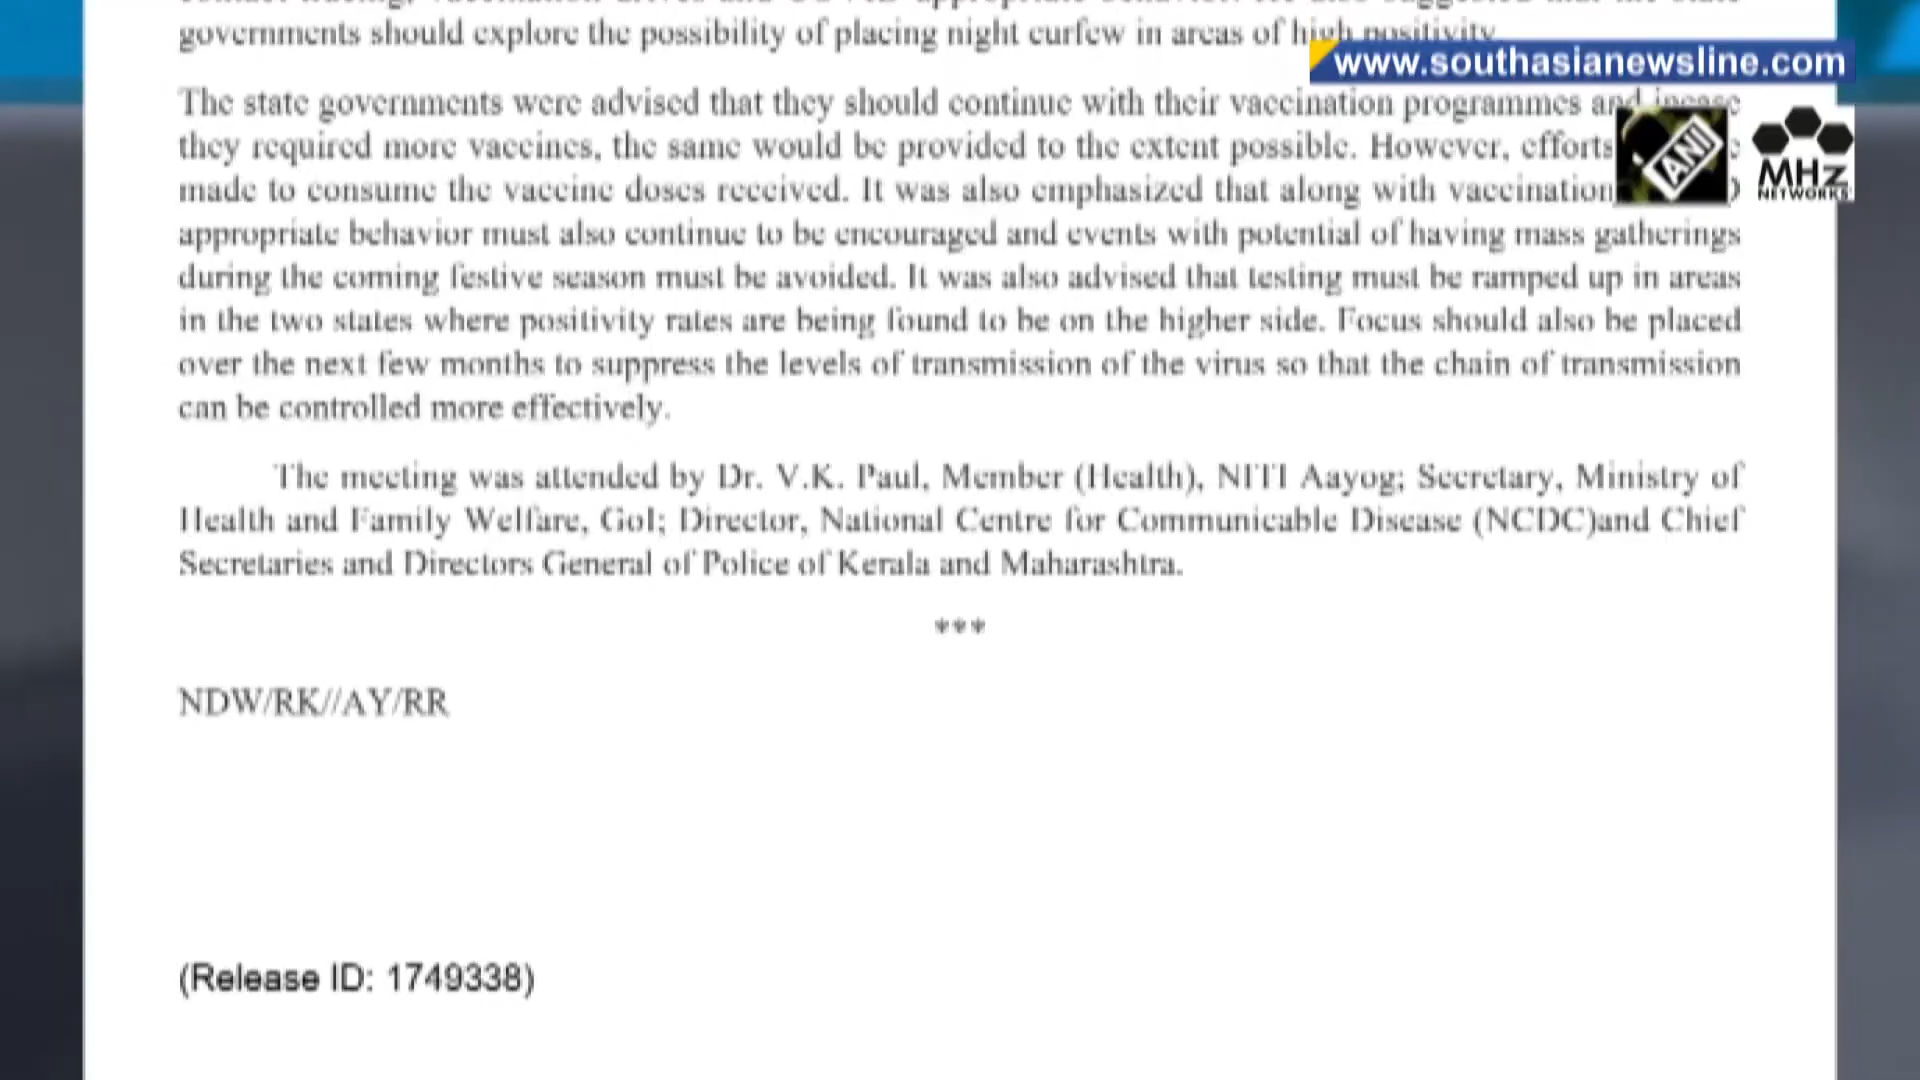 governments should explore the possibility of placing night curfew in areas of high positivity.
www.southasianewsline.com
The state governments were advised that they should continue with their vaccination programmes and incase
they required more vaccines, the same would be provided to the extent possible. However, efforts
made to consume the vaccine doses received. It was also emphasized that along with vaccination
ANI
MHz
NETWORKS
appropriate behavior must also continue to be encouraged and events with potential of having mass gatherings
during the coming festive season must be avoided. It was also advised that testing must be ramped up in areas
in the two states where positivity rates are being found to be on the higher side. Focus should also be placed
over the next few months to suppress the levels of transmission of the virus so that the chain of transmission
can be controlled more effectively.
The meeting was attended by Dr. V.K. Paul, Member (Health), NITI Aayog; Secretary, Ministry of
Health and Family Welfare, GoI; Director, National Centre for Communicable Disease (NCDC)and Chief
Secretaries and Directors General of Police of Kerala and Maharashtra.
***
NDW/RK//AY/RR
(Release ID: 1749338)